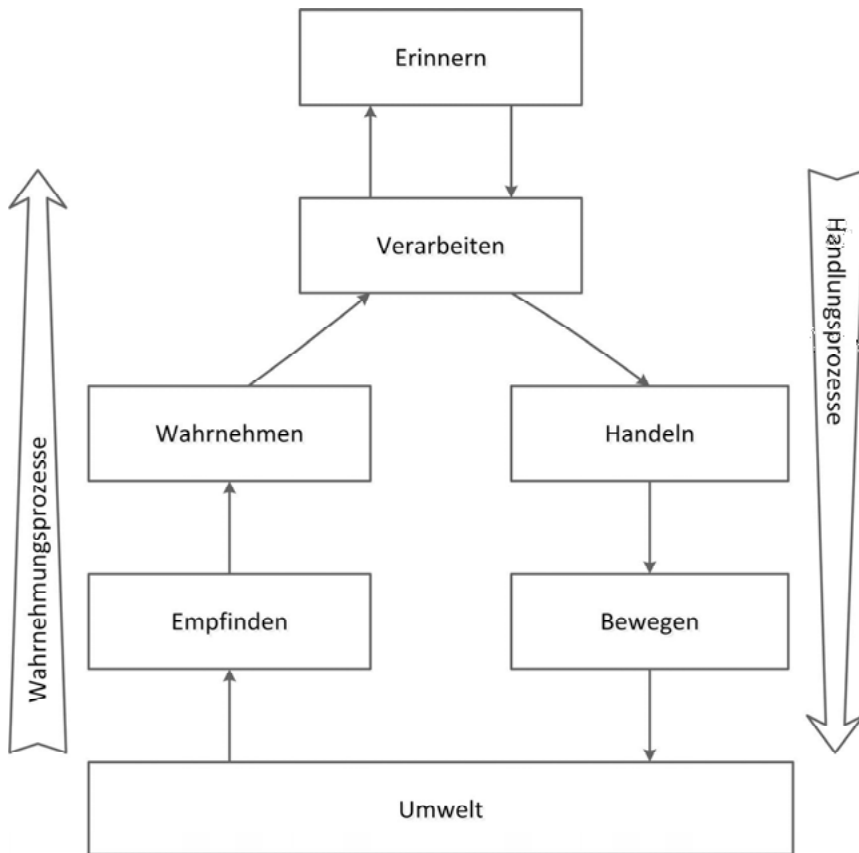 Erinnern
Verarbeiten
Wahrnehmen
Handeln
Empfinden
Bewegen
Umwelt
Wahrnehmungsprozesse
Handlungsprozesse